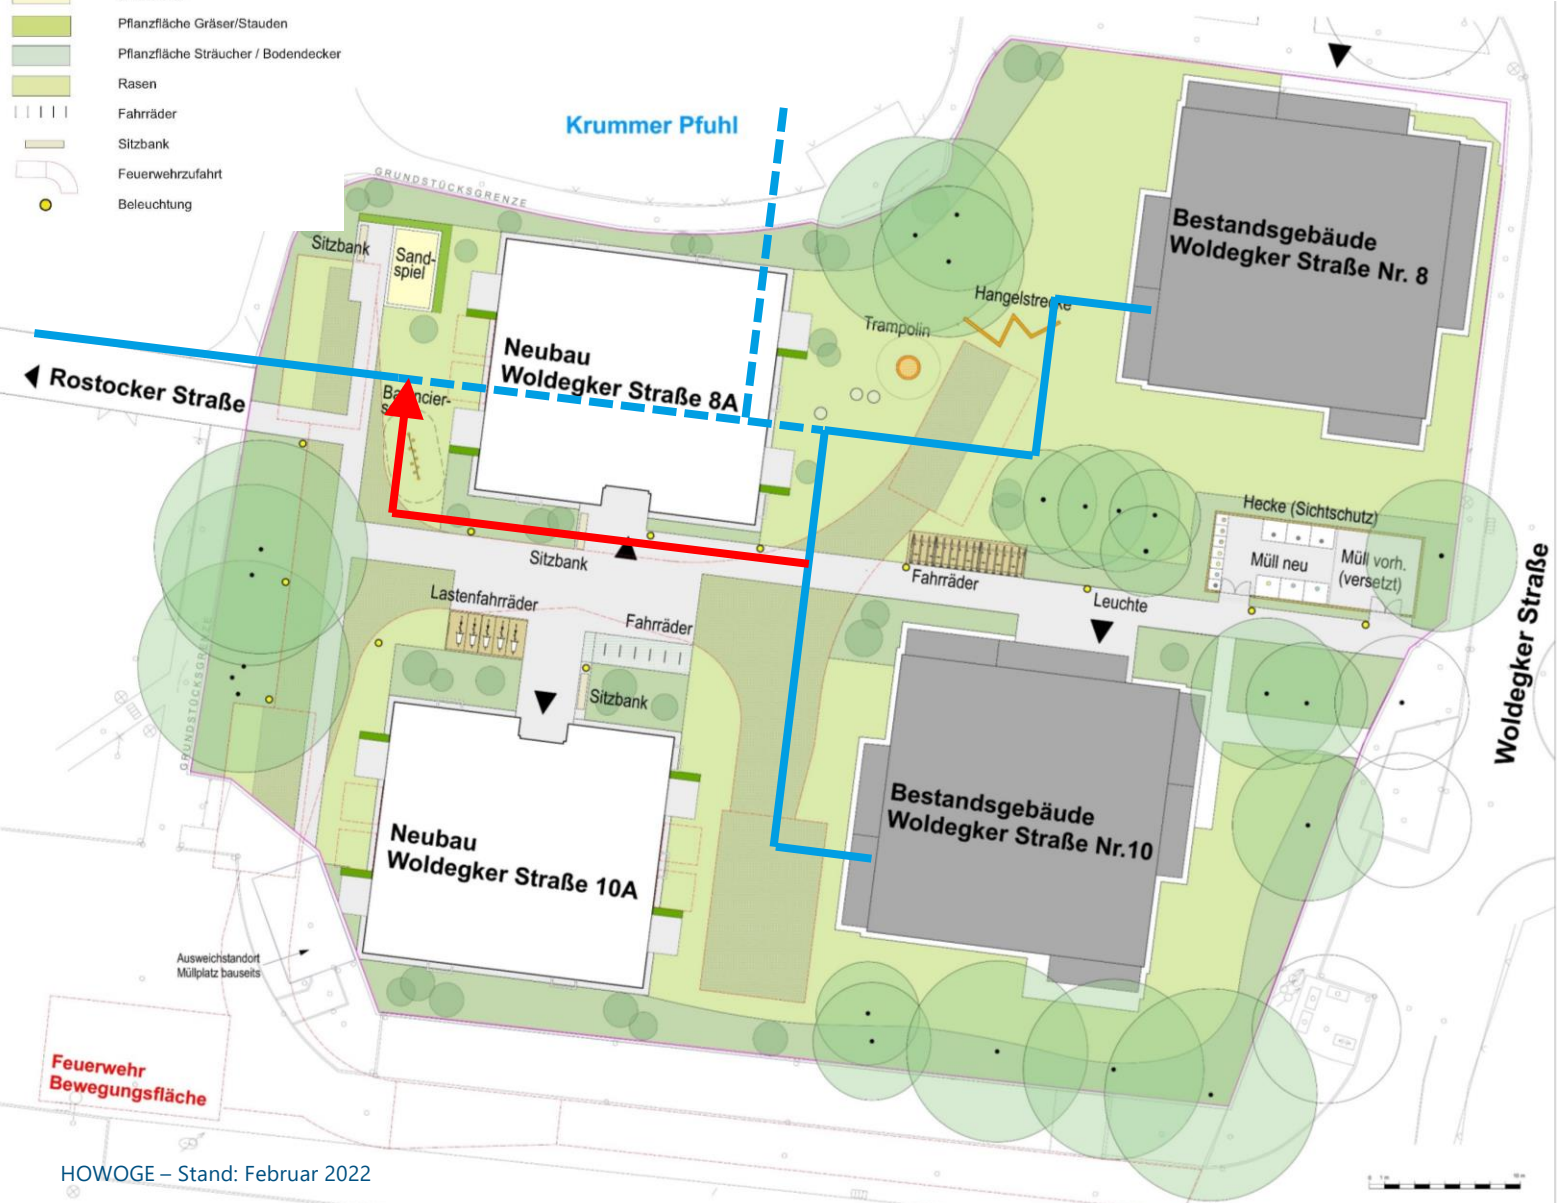 Pflanzfläche Gräser/Stauden
Pflanzfläche Sträucher / Bodendecker
Rasen
Fahrräder
Sitzbank
Feuerwehrzufahrt
Beleuchtung
Krummer Pfuhl
GRUNDSTÜCKSGRENZE
Sitzbank
Sand-
spiel
Bestandsgebäude
Woldegker Straße Nr. 8
Hangelstrecke
Trampolin
Neubau
Woldegker Straße 8A
Rostocker Straße
Hecke (Sichtschutz)
Müll neu
Müll vorh.
(versetzt)
Sitzbank
Fahrräder
Leuchte
Lastenfahrräder
Fahrräder
Woldegker Straße
GRUNDSTÜCKSGRENZE
Sitzbank
Bestandsgebäude
Woldegker Straße Nr.10
Neubau
Woldegker Straße 10A
Ausweichstandort
Müllplatz bauseits
Feuerwehr
Bewegungsfläche
HOWOGE – Stand: Februar 2022